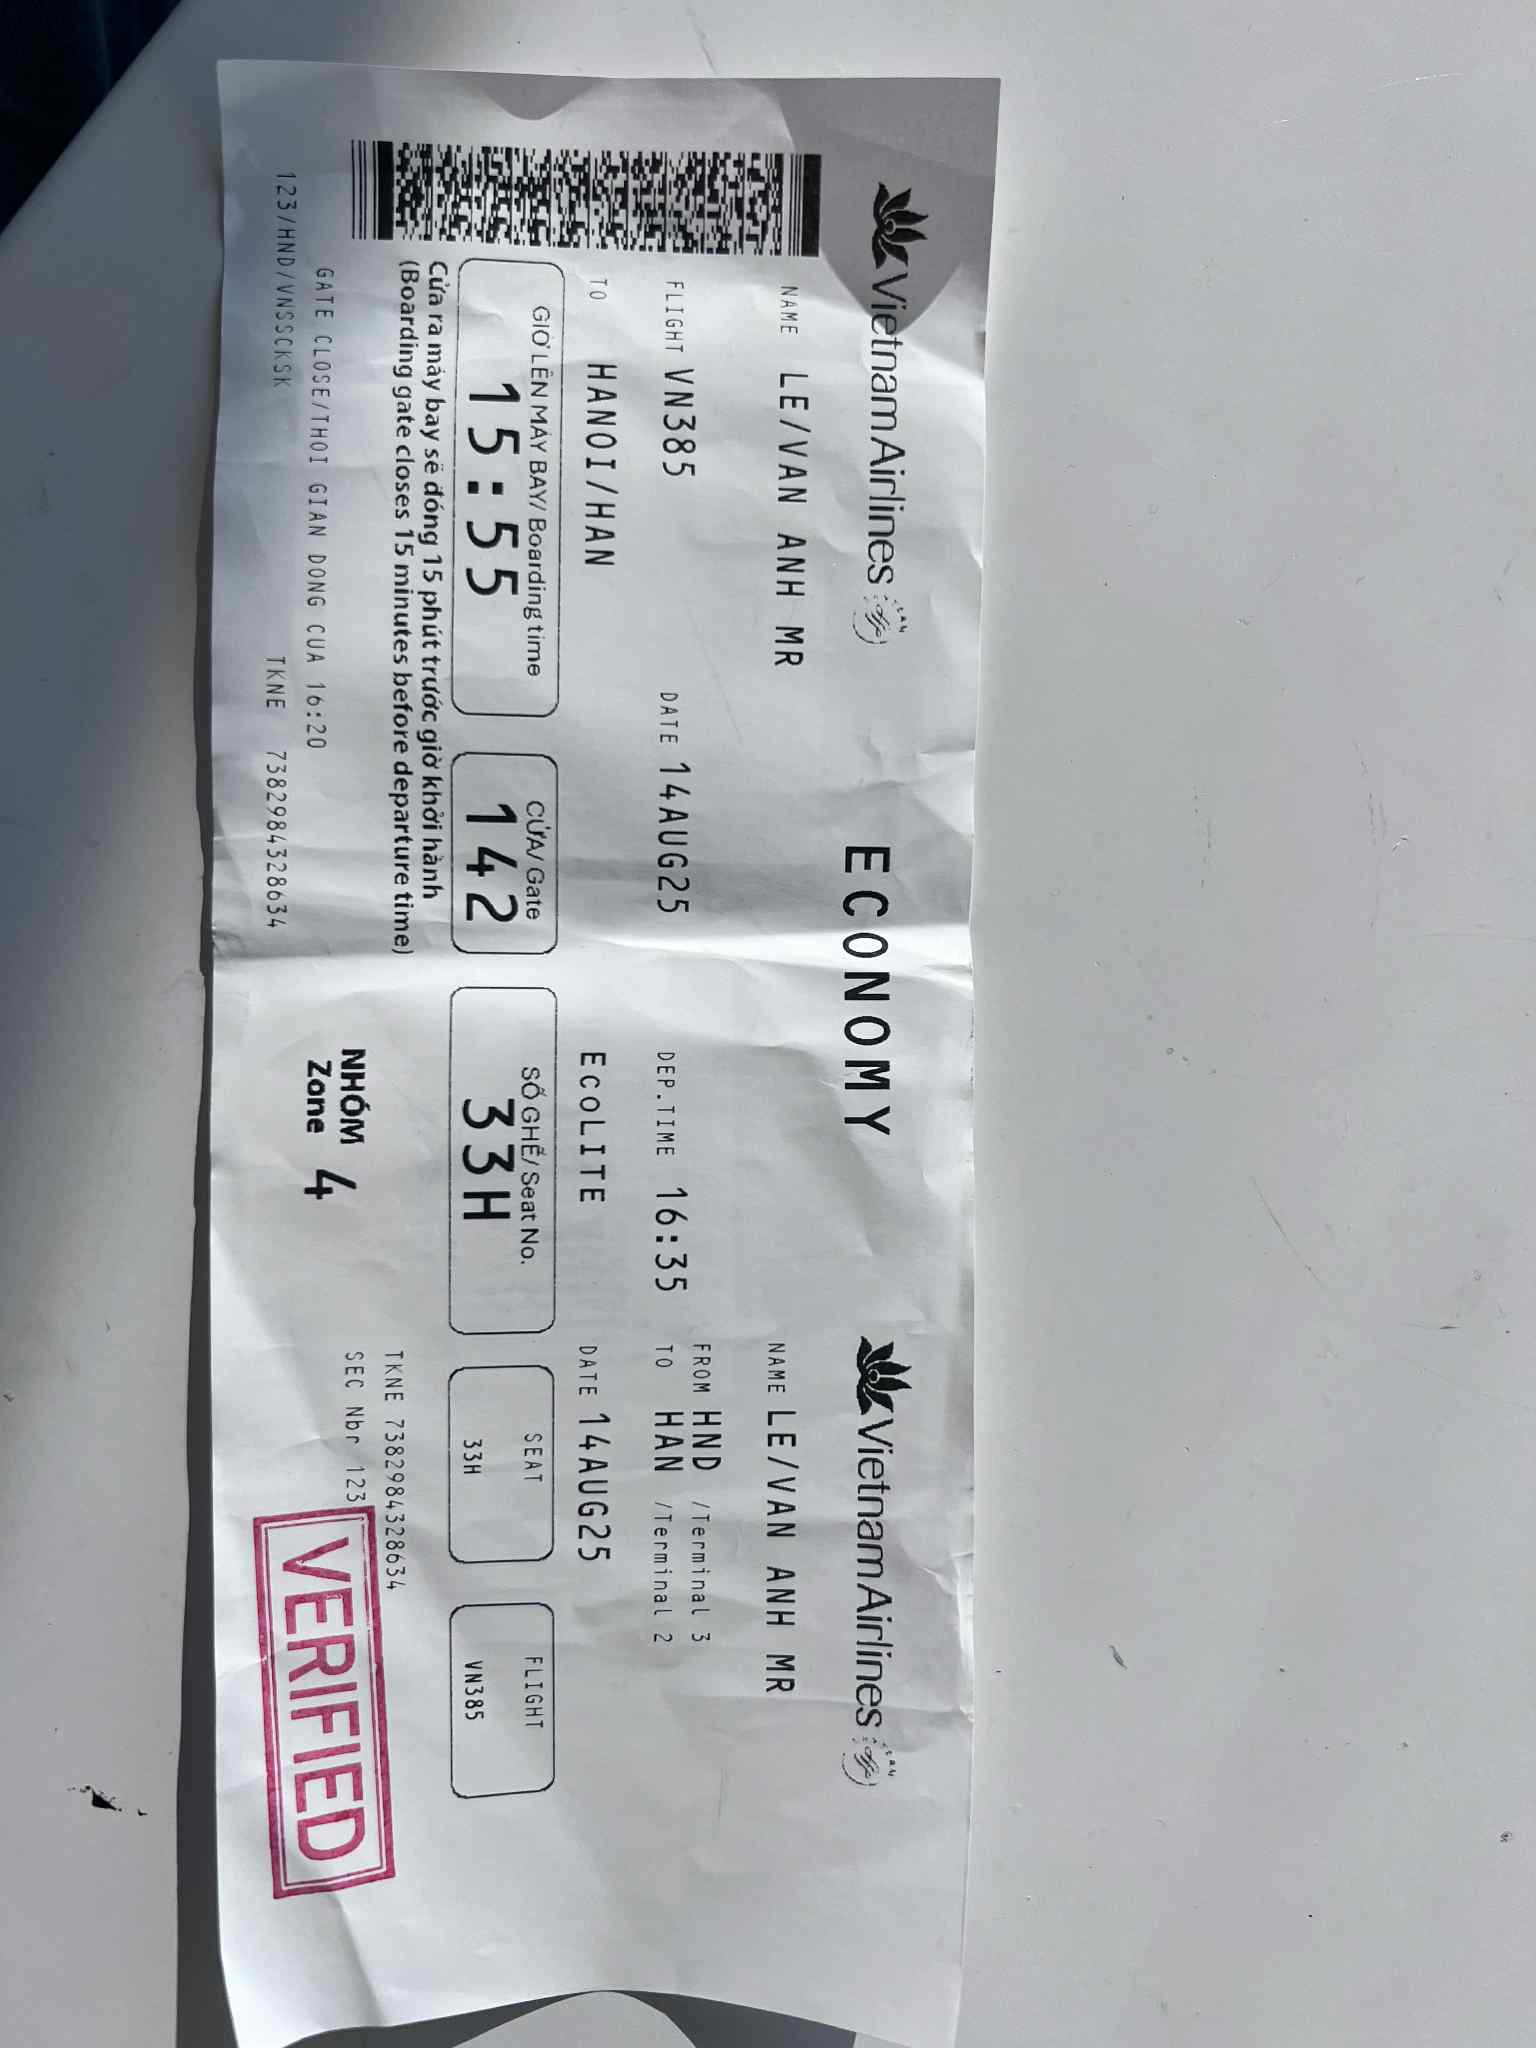 VietnamAirlines
ECONOMY
NAME LE/VAN ANH MR
FLIGHT VN385 DATE 14AUG25 DEP.TIME 16:35
TO HANOI/HAN ECOLITE
GIỜ LÊN MÁY BAY/ Boarding time
15:55
CỬA/ Gate
142
SỐ GHẾ/ Seat No.
33H
Cửa ra máy bay sẽ đóng 15 phút trước giờ khởi hành
(Boarding gate closes 15 minutes before departure time)
NHÓM
Zone 4
GATE CLOSE/THOI GIAN DONG CUA 16:20
123/HND/VNSSCKSK TKNE 7382984328634
VietnamAirlines
NAME LE/VAN ANH MR
FROM HND /Terminal 3
TO HAN /Terminal 2
DATE 14AUG25
SEAT
33H
FLIGHT
VN385
TKNE 7382984328634
SEC Nbr 123
VERIFIED